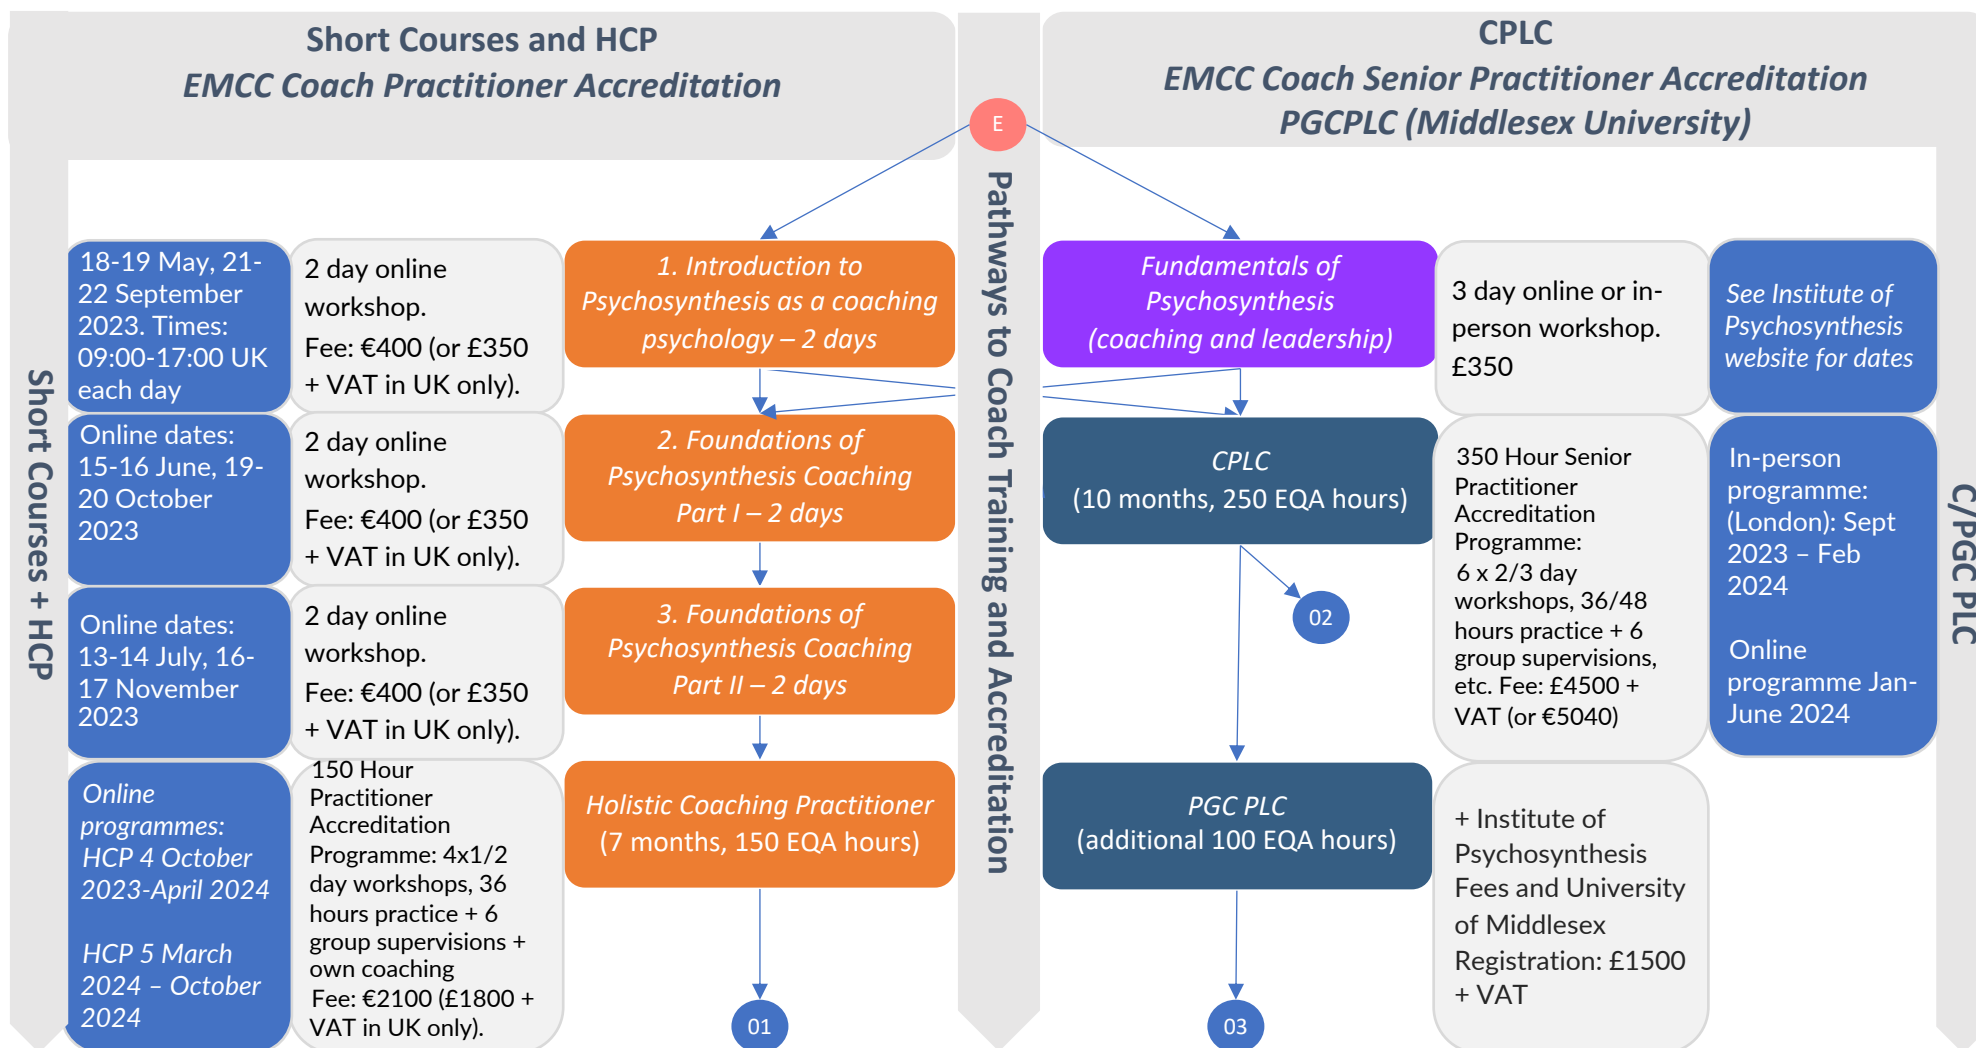 Short Courses and HCP
EMCC Coach Practitioner Accreditation
CPLC
EMCC Coach Senior Practitioner Accreditation
PGCPLC (Middlesex University)
E
Pathways to Coach Training and Accreditation
Short Courses + HCP
C/PGC PLC
18-19 May, 21-
22 September
2023. Times:
09:00-17:00 UK
each day
2 day online
workshop.
Fee: €400 (or £350
+ VAT in UK only).
1. Introduction to
Psychosynthesis as a coaching
psychology – 2 days
Fundamentals of
Psychosynthesis
(coaching and leadership)
3 day online or in-
person workshop.
£350
See Institute of
Psychosynthesis
website for dates
Online dates:
15-16 June, 19-
20 October
2023
2 day online
workshop.
Fee: €400 (or £350
+ VAT in UK only).
2. Foundations of
Psychosynthesis Coaching
Part I – 2 days
CPLC
(10 months, 250 EQA hours)
350 Hour Senior
Practitioner
Accreditation
Programme:
6 x 2/3 day
workshops, 36/48
hours practice + 6
group supervisions,
etc. Fee: £4500 +
VAT (or €5040)
In-person
programme:
(London): Sept
2023 – Feb
2024
Online
programme Jan-
June 2024
Online dates:
13-14 July, 16-
17 November
2023
2 day online
workshop.
Fee: €400 (or £350
+ VAT in UK only).
3. Foundations of
Psychosynthesis Coaching
Part II – 2 days
02
Online
programmes:
HCP 4 October
2023-April 2024
HCP 5 March
2024 – October
2024
150 Hour
Practitioner
Accreditation
Programme: 4x1/2
day workshops, 36
hours practice + 6
group supervisions +
own coaching
Fee: €2100 (£1800 +
VAT in UK only).
Holistic Coaching Practitioner
(7 months, 150 EQA hours)
PGC PLC
(additional 100 EQA hours)
+ Institute of
Psychosynthesis
Fees and University
of Middlesex
Registration: £1500
+ VAT
01
03